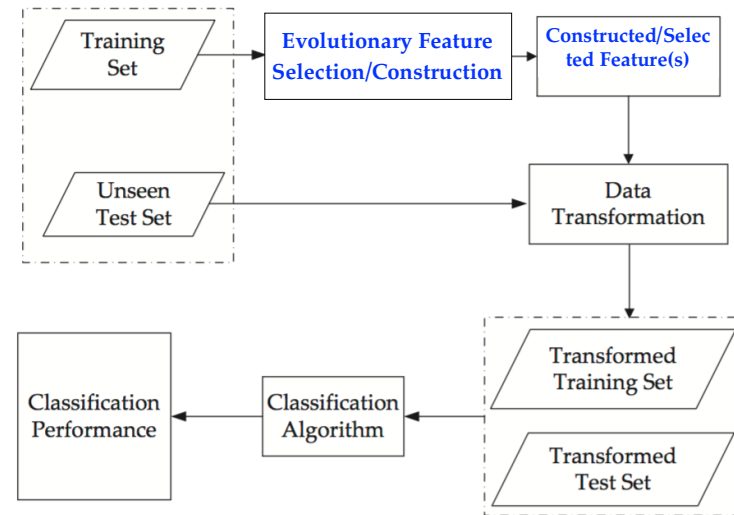 Training
Set
Evolutionary Feature
Selection/Construction
Constructed/Selec
ted Feature(s)
Unseen
Test Set
Data
Transformation
Transformed
Training Set
Classification
Performance
Classification
Algorithm
Transformed
Test Set